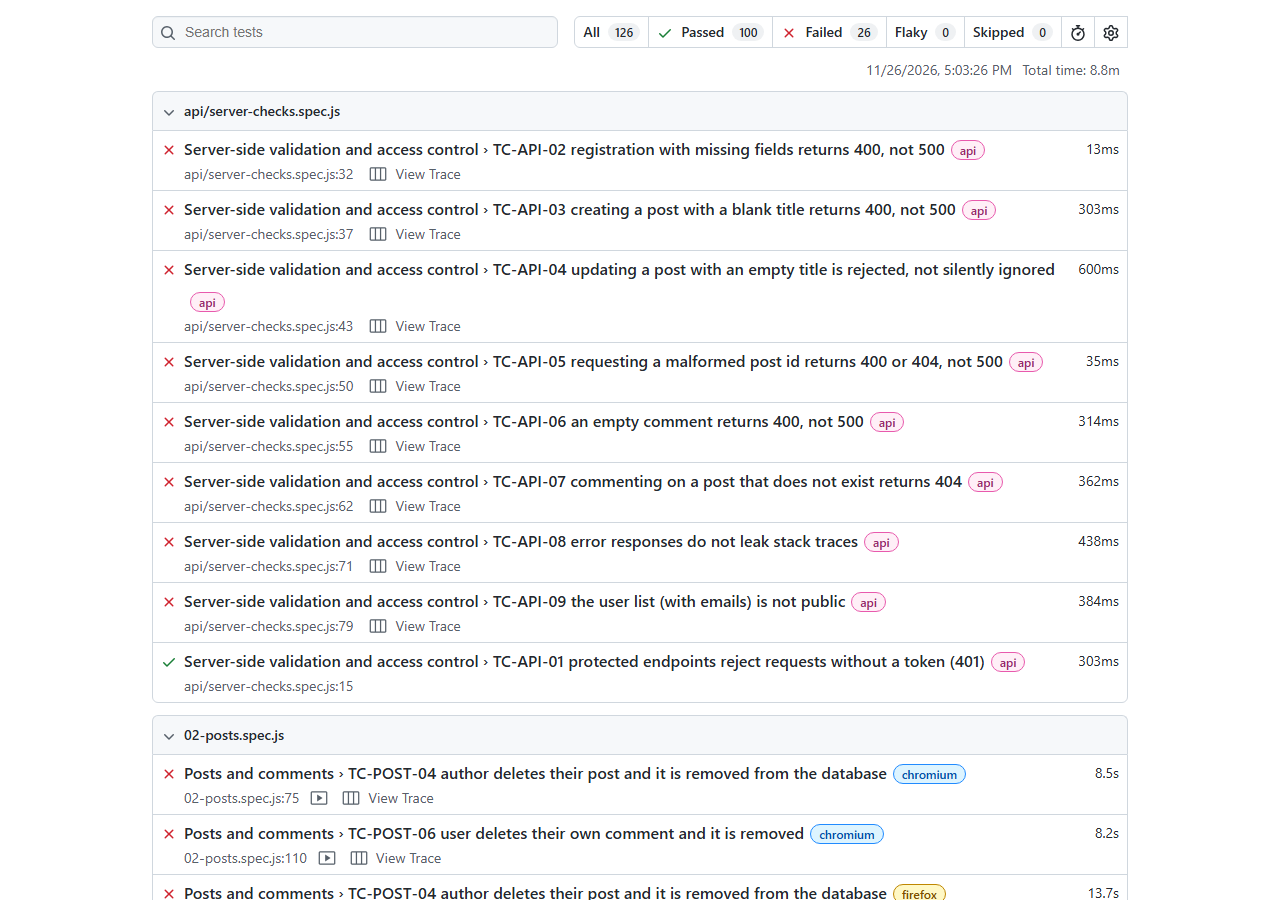 Search tests
All 126 Passed 100 Failed 26 Flaky 0 Skipped 0
11/26/2026, 5:03:26 PM Total time: 8.8m
api/server-checks.spec.js
Server-side validation and access control › TC-API-02 registration with missing fields returns 400, not 500 api 13ms
api/server-checks.spec.js:32 View Trace
Server-side validation and access control › TC-API-03 creating a post with a blank title returns 400, not 500 api 303ms
api/server-checks.spec.js:37 View Trace
Server-side validation and access control › TC-API-04 updating a post with an empty title is rejected, not silently ignored 600ms
api
api/server-checks.spec.js:43 View Trace
Server-side validation and access control › TC-API-05 requesting a malformed post id returns 400 or 404, not 500 api 35ms
api/server-checks.spec.js:50 View Trace
Server-side validation and access control › TC-API-06 an empty comment returns 400, not 500 api 314ms
api/server-checks.spec.js:55 View Trace
Server-side validation and access control › TC-API-07 commenting on a post that does not exist returns 404 api 362ms
api/server-checks.spec.js:62 View Trace
Server-side validation and access control › TC-API-08 error responses do not leak stack traces api 438ms
api/server-checks.spec.js:71 View Trace
Server-side validation and access control › TC-API-09 the user list (with emails) is not public api 384ms
api/server-checks.spec.js:79 View Trace
Server-side validation and access control › TC-API-01 protected endpoints reject requests without a token (401) api 303ms
api/server-checks.spec.js:15
02-posts.spec.js
Posts and comments › TC-POST-04 author deletes their post and it is removed from the database chromium 8.5s
02-posts.spec.js:75 View Trace
Posts and comments › TC-POST-06 user deletes their own comment and it is removed chromium 8.2s
02-posts.spec.js:110 View Trace
Posts and comments › TC-POST-04 author deletes their post and it is removed from the database firefox 13.7s